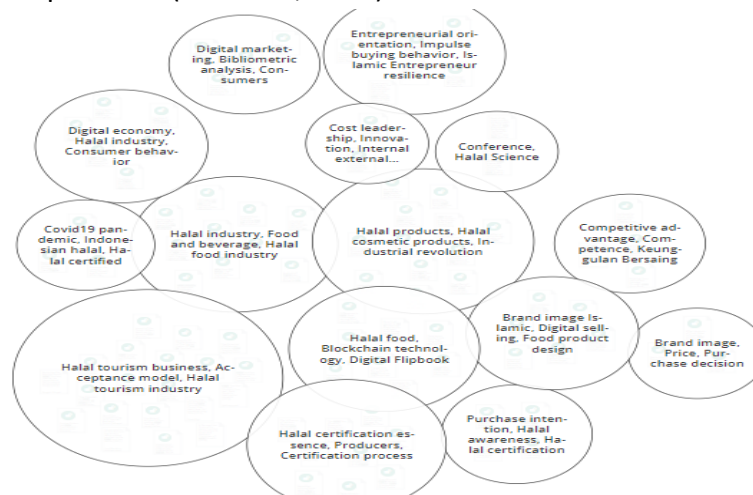 Digital market-
ing, Bibliometric
analysis, Con-
sumers
Entrepreneurial ori-
entation, Impulse
buying behavior, Is-
lamic Entrepreneur
resilience
Digital economy,
Halal industry,
Consumer behav-
ior
Cost leader-
ship, Innova-
tion, Internal
external...
Conference,
Halal Science
Covid19 pan-
demic, Indone-
sian halal, Ha-
lal certified
Halal industry, Food
and beverage, Halal
food industry
Halal products, Halal
cosmetic products, In-
dustrial revolution
Competitive ad-
vantage, Com-
petence, Keung-
gulan Bersaing
Halal tourism business, Ac-
ceptance model, Halal
tourism industry
Halal food,
Blockchain technol-
ogy, Digital Flipbook
Brand image Is-
lamic, Digital sell-
ing, Food product
design
Brand image,
Price, Pur-
chase decision
Halal certification es-
sence, Producers,
Certification process
Purchase inten-
tion, Halal
awareness, Ha-
lal certification